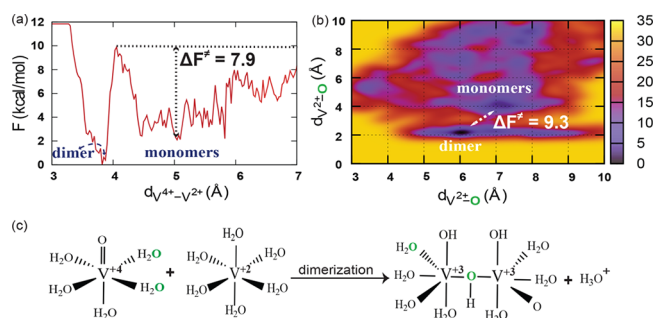 (a)
F (kcal/mol)
12
10
8
6
4
2
0
ΔF≠ = 7.9
dimer
monomers
3 4 5 6 7
dV4+−V2+ (Å)
(b)
dV2±O (Å)
10
8
6
4
2
0
monomers
ΔF≠ = 9.3
dimer
2 3 4 5 6 7 8 9 10
dV2±O (Å)
35
30
25
20
15
10
5
0
(c)
O H2O OH OH
H2O H2O H2O H2O H2O H2O
V+4 + V+2 dimerization V+3 O V+3 H2O + H3O+
H2O H2O H2O H2O H2O H
H2O H2O H2O O